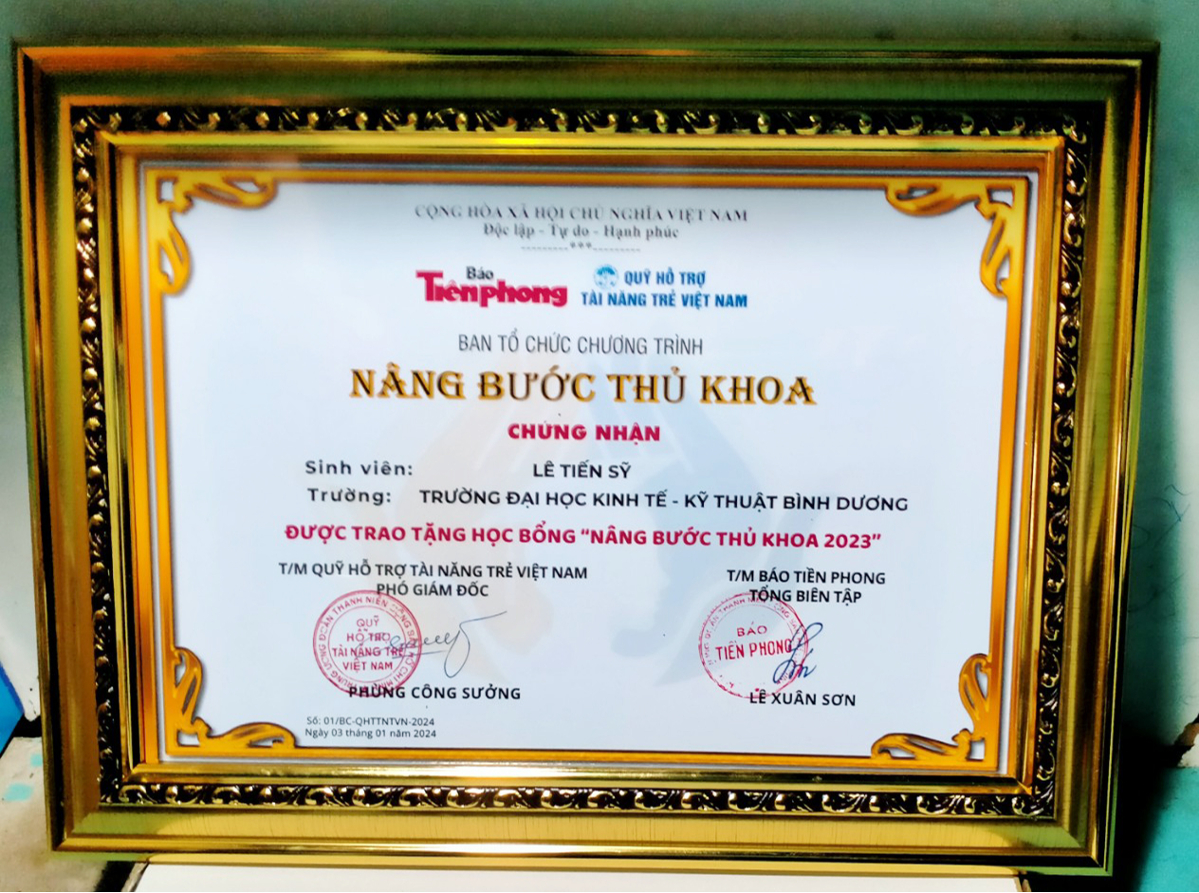 CỘNG HÒA XÃ HỘI CHỦ NGHĨA VIỆT NAM
Độc lập - Tự do - Hạnh phúc
***
Báo
Tiền phong
QUỸ HỖ TRỢ
TÀI NĂNG TRẺ VIỆT NAM
BAN TỔ CHỨC CHƯƠNG TRÌNH
NÂNG BƯỚC THỦ KHOA
CHỨNG NHẬN
Sinh viên: LÊ TIẾN SỸ
Trường: TRƯỜNG ĐẠI HỌC KINH TẾ - KỸ THUẬT BÌNH DƯƠNG
ĐƯỢC TRAO TẶNG HỌC BỔNG "NÂNG BƯỚC THỦ KHOA 2023"
T/M QUỸ HỖ TRỢ TÀI NĂNG TRẺ VIỆT NAM
PHÓ GIÁM ĐỐC
QUỸ
HỖ TRỢ
TÀI NĂNG TRẺ
VIỆT NAM
PHÙNG CÔNG SƯỞNG
T/M BÁO TIỀN PHONG
TỔNG BIÊN TẬP
BÁO
TIỀN PHONG
LÊ XUÂN SƠN
Số: 01/BC-QHTTNTVN-2024
Ngày 03 tháng 01 năm 2024